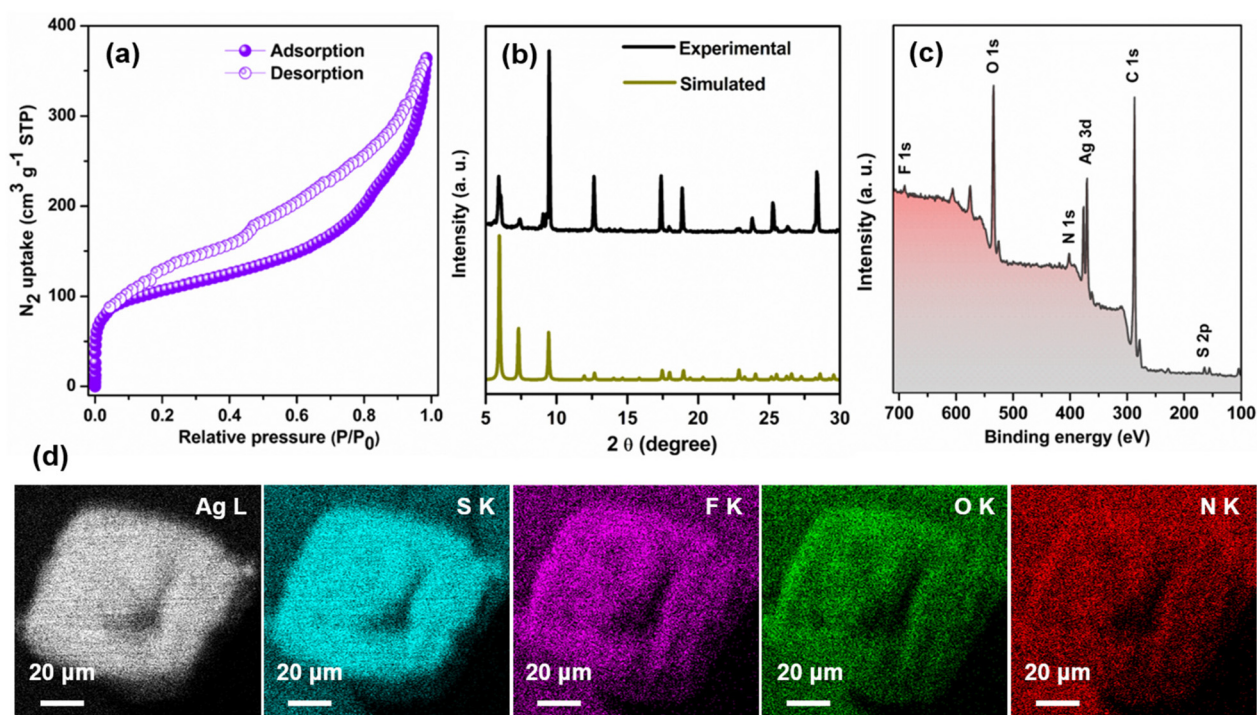 (a)
Adsorption
Desorption
400
300
200
100
0
N2 uptake (cm3 g-1 STP)
0.0 0.2 0.4 0.6 0.8 1.0
Relative pressure (P/P0)
(b)
Experimental
Simulated
Intensity (a. u.)
5 10 15 20 25 30
2 θ (degree)
(c)
F 1s
O 1s
N 1s
Ag 3d
C 1s
S 2p
Intensity (a. u.)
700 600 500 400 300 200 100
Binding energy (eV)
(d)
Ag L
20 µm
S K
20 µm
F K
20 µm
O K
20 µm
N K
20 µm